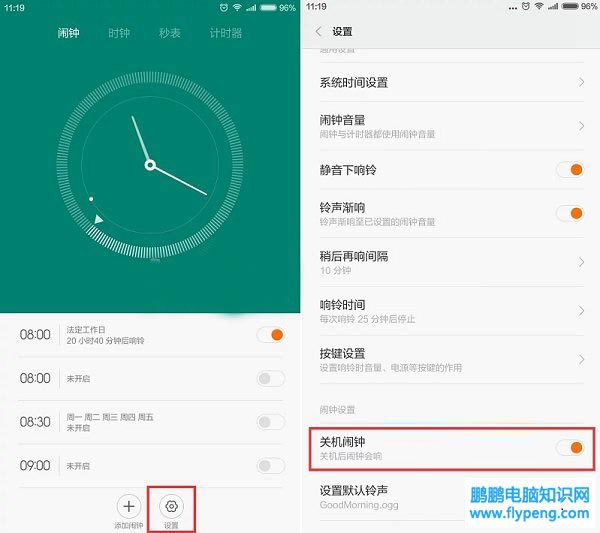 11:19
96%
闹钟
时钟
秒表
计时器
08:00
法定工作日
20 小时40 分钟后响铃
08:00
未开启
08:30
周一 周二 周三 周四 周五
未开启
09:00
未开启
添加闹钟
设置
11:19
96%
设置
通用设置
系统时间设置
闹钟音量
闹钟与计时器都使用闹钟音量
静音下响铃
铃声渐响
铃声渐响至已设置的闹钟音量
稍后再响间隔
10 分钟
响铃时间
每次响铃 25 分钟后停止
按键设置
设置响铃时音量、电源等按键的作用
闹钟设置
关机闹钟
关机后闹钟会响
设置默认铃声
GoodMorning.ogg
鹏鹏电脑知识网
www.flypeng.com